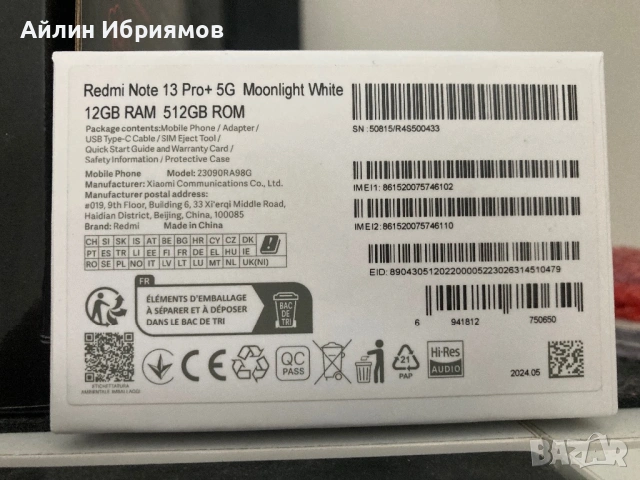 Айлин Ибриямов
Redmi Note 13 Pro+ 5G Moonlight White
12GB RAM 512GB ROM
Package contents:Mobile Phone / Adapter/
USB Type-C Cable / SIM Eject Tool /
Quick Start Guide and Warranty Card /
Safety Information / Protective Case
Mobile Phone Model: 23090RA98G
Manufacturer: Xiaomi Communications Co., Ltd.
Manufacturer postal address:
#019, 9th Floor, Building 6, 33 Xi'erqi Middle Road,
Haidian District, Beijing, China, 100085
Brand: Redmi Made in China
CH SI SK IS AT BE BG HR CY CZ DK
PT ES TR LI EE FI FR DE EL HU IE
RO SE PL NO IT LV LT LU MT NL UK(NI)
SN: 50815/R4S500433
IMEI1: 861520075746102
IMEI2: 861520075746110
EID: 89043051202200005223026314510479
6 941812 750650
FR
ÉLÉMENTS D'EMBALLAGE
À SÉPARER ET À DÉPOSER
DANS LE BAC DE TRI
BAC
DE
TRI
ETICHETTATURA
AMBIENTALE IMBALLAGGI
CE
QC
PASS
21
PAP
Hi-Res
AUDIO
2024.05
BAZAR